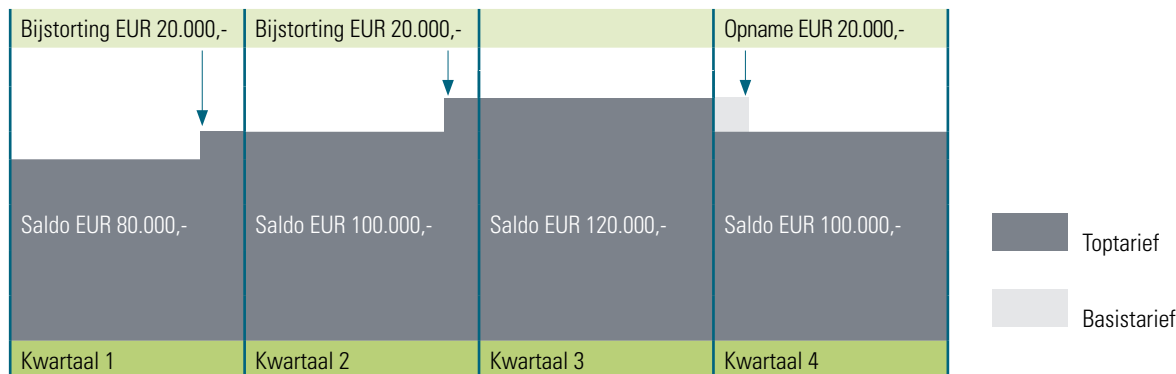 Bijstorting EUR 20.000,-
Bijstorting EUR 20.000,-
Opname EUR 20.000,-
Saldo EUR 80.000,-
Saldo EUR 100.000,-
Saldo EUR 120.000,-
Saldo EUR 100.000,-
Toptarief
Basistarief
Kwartaal 1
Kwartaal 2
Kwartaal 3
Kwartaal 4